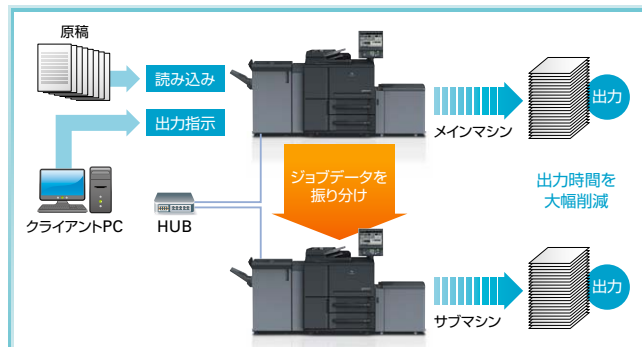 原稿
読み込み
出力指示
クライアントPC
HUB
ジョブデータを
振り分け
メインマシン
出力
出力時間を
大幅削減
サブマシン
出力